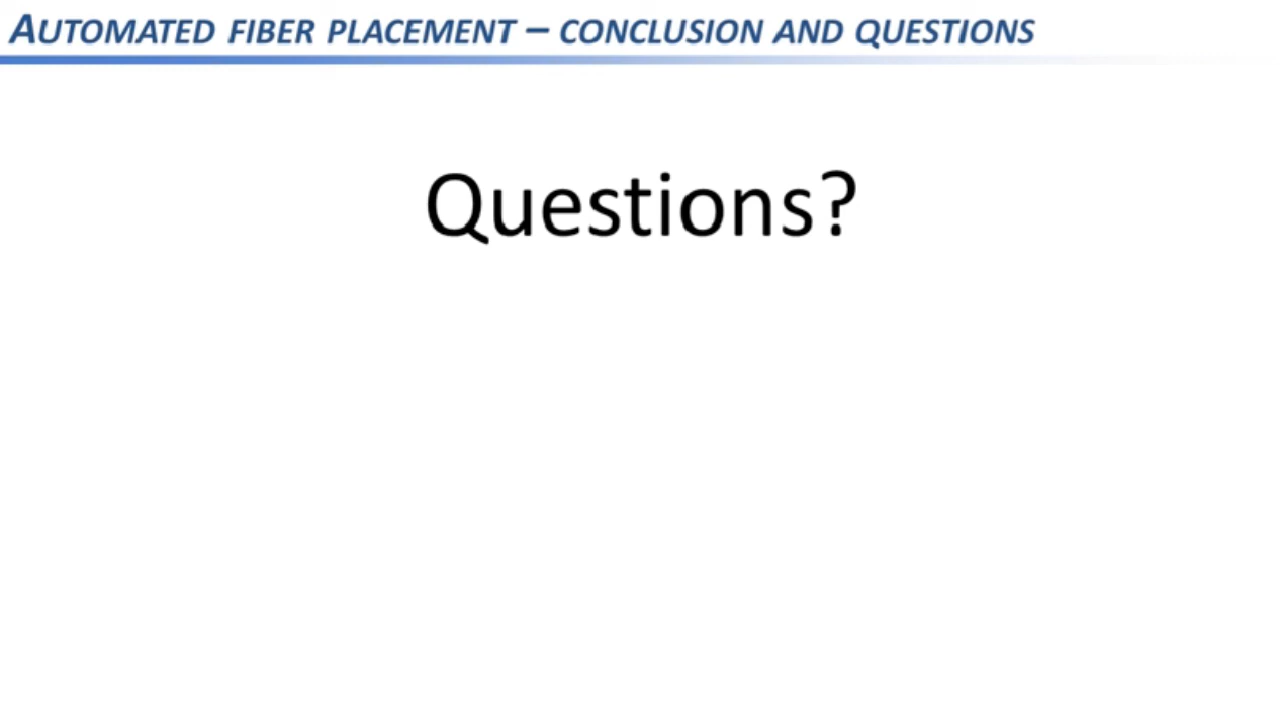 AUTOMATED FIBER PLACEMENT – CONCLUSION AND QUESTIONS
Questions?